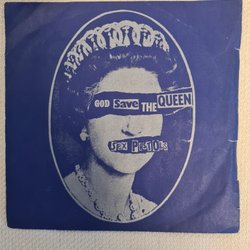 GOD save THE QUEEN
SEX PISTOLS